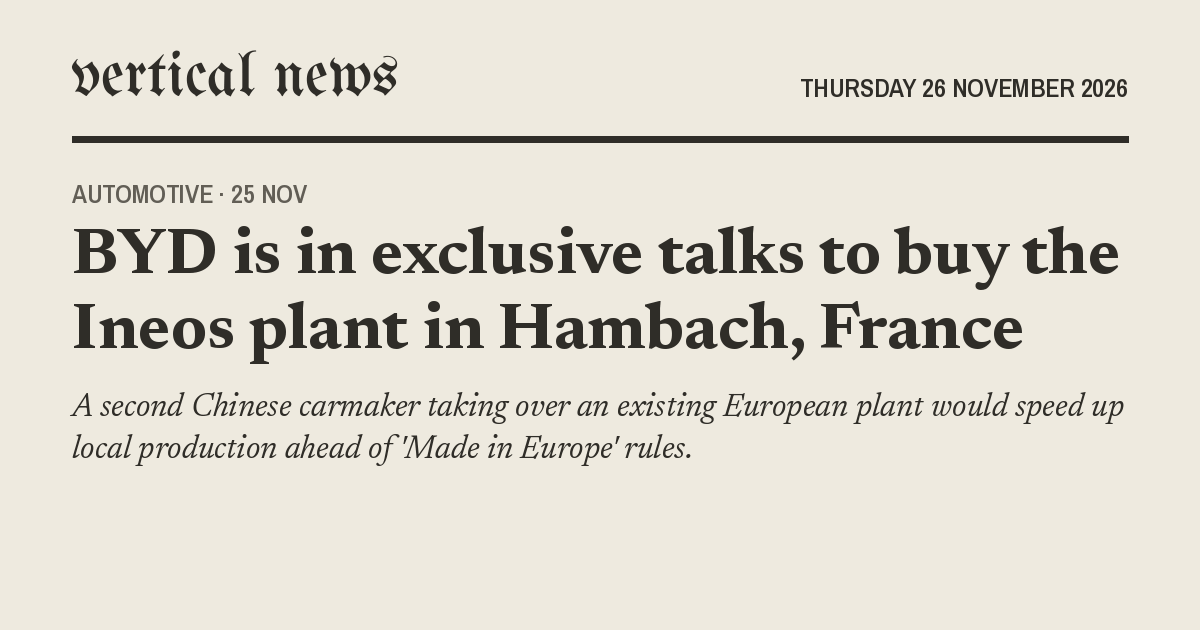 vertical news
THURSDAY 26 NOVEMBER 2026
AUTOMOTIVE · 25 NOV
BYD is in exclusive talks to buy the
Ineos plant in Hambach, France
A second Chinese carmaker taking over an existing European plant would speed up
local production ahead of 'Made in Europe' rules.